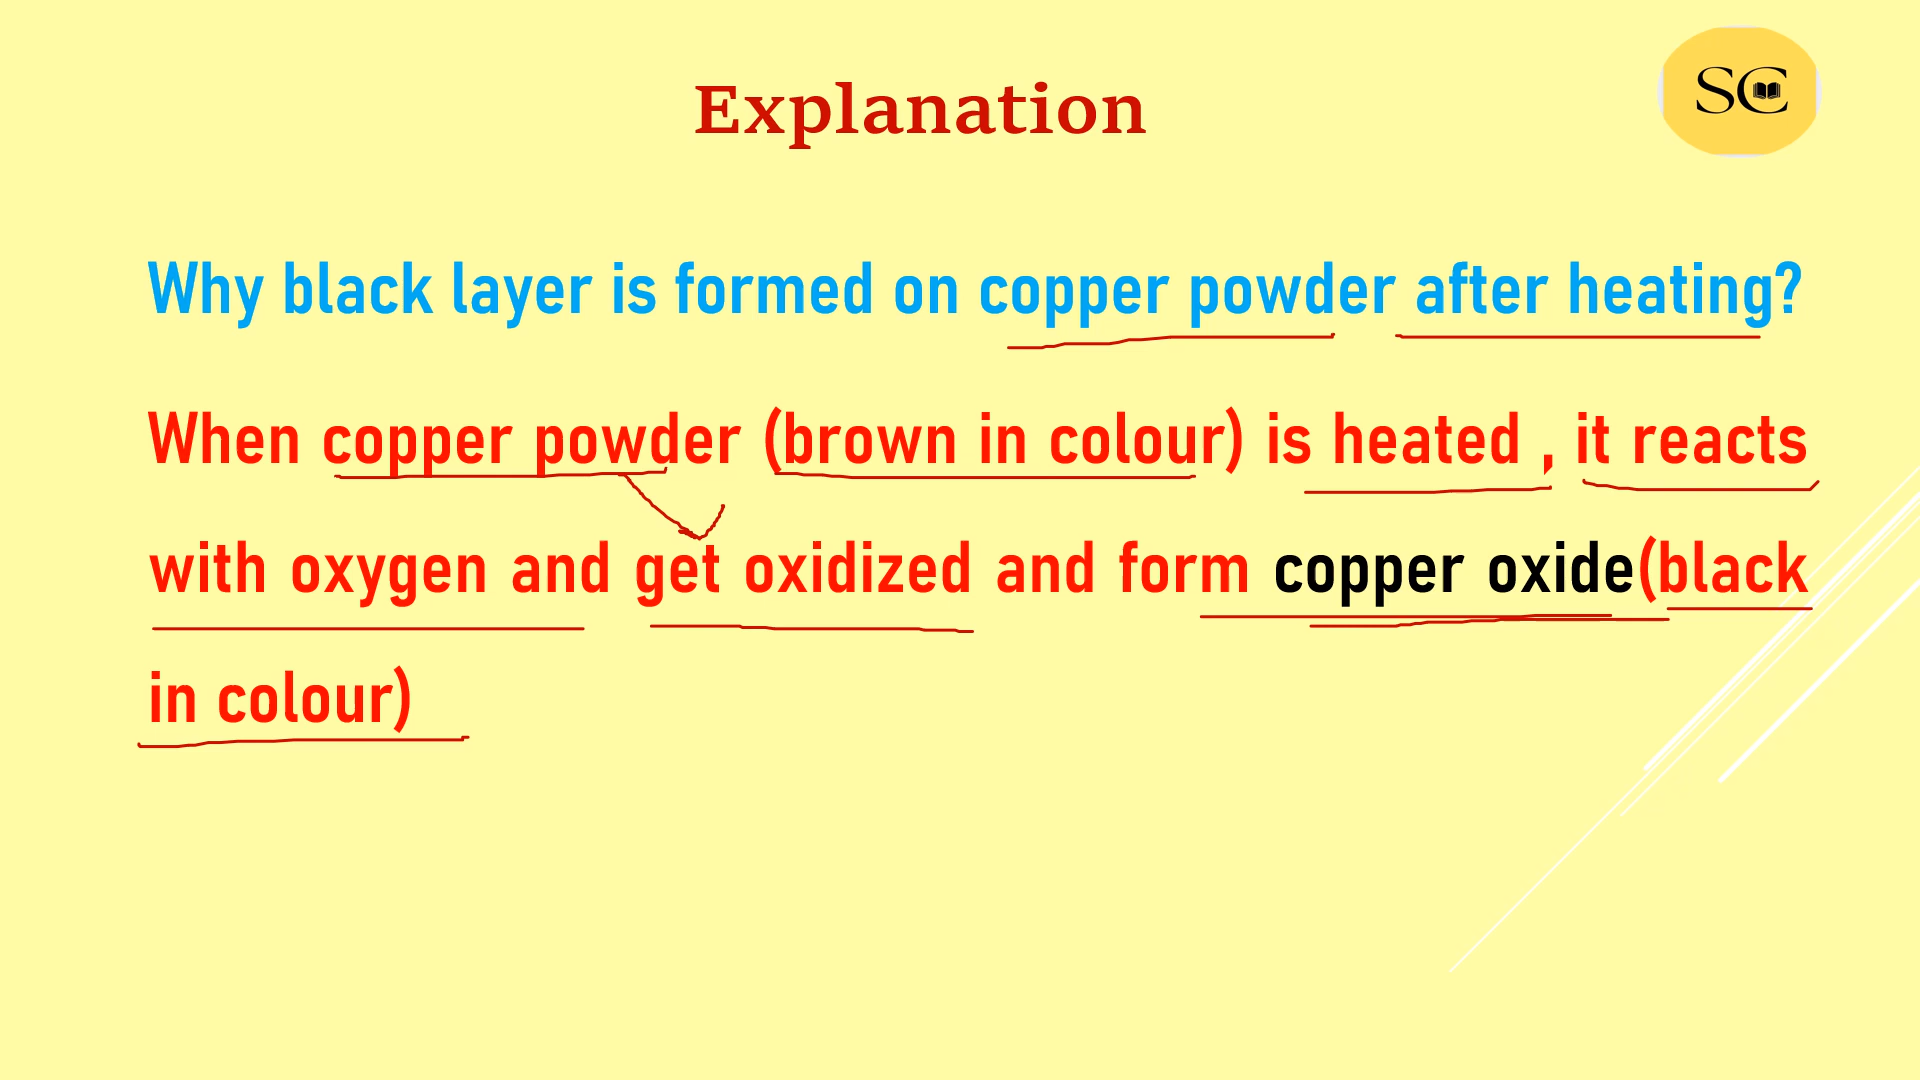 SC
Explanation
Why black layer is formed on copper powder after heating?
When copper powder (brown in colour) is heated , it reacts
with oxygen and get oxidized and form copper oxide(black
in colour)